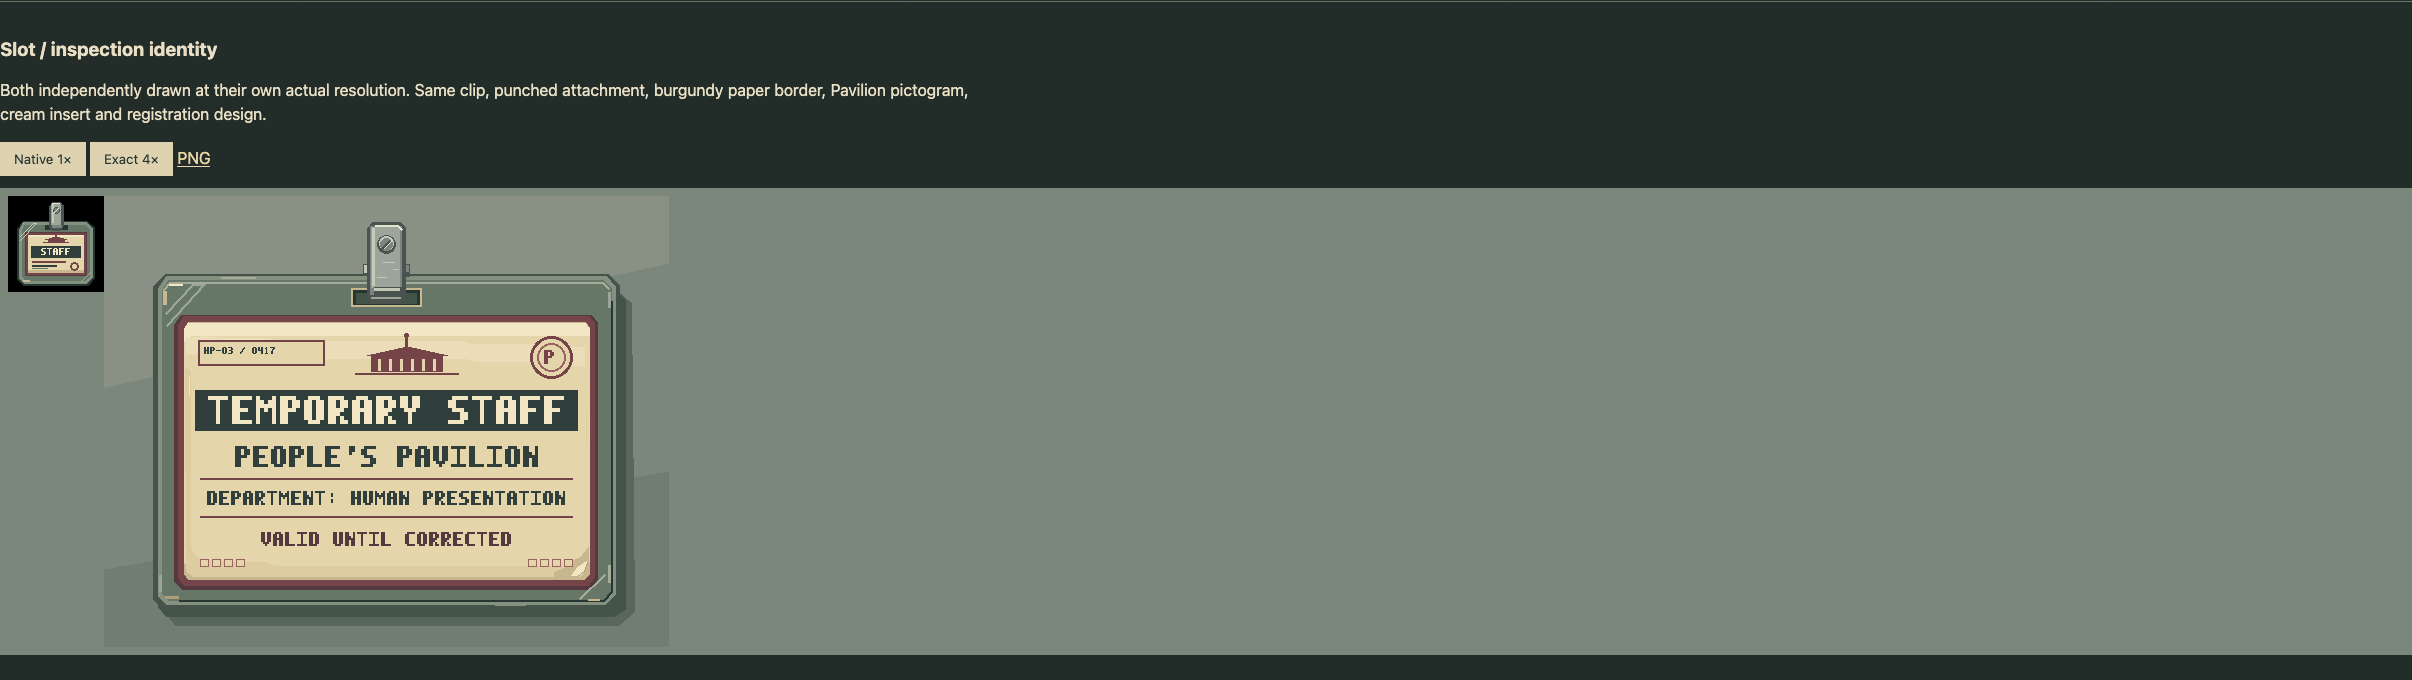 Slot / inspection identity
Both independently drawn at their own actual resolution. Same clip, punched attachment, burgundy paper border, Pavilion pictogram,
cream insert and registration design.
Native 1×
Exact 4×
PNG
STAFF
HP-03 / 0417
P
TEMPORARY STAFF
PEOPLE'S PAVILION
DEPARTMENT: HUMAN PRESENTATION
VALID UNTIL CORRECTED